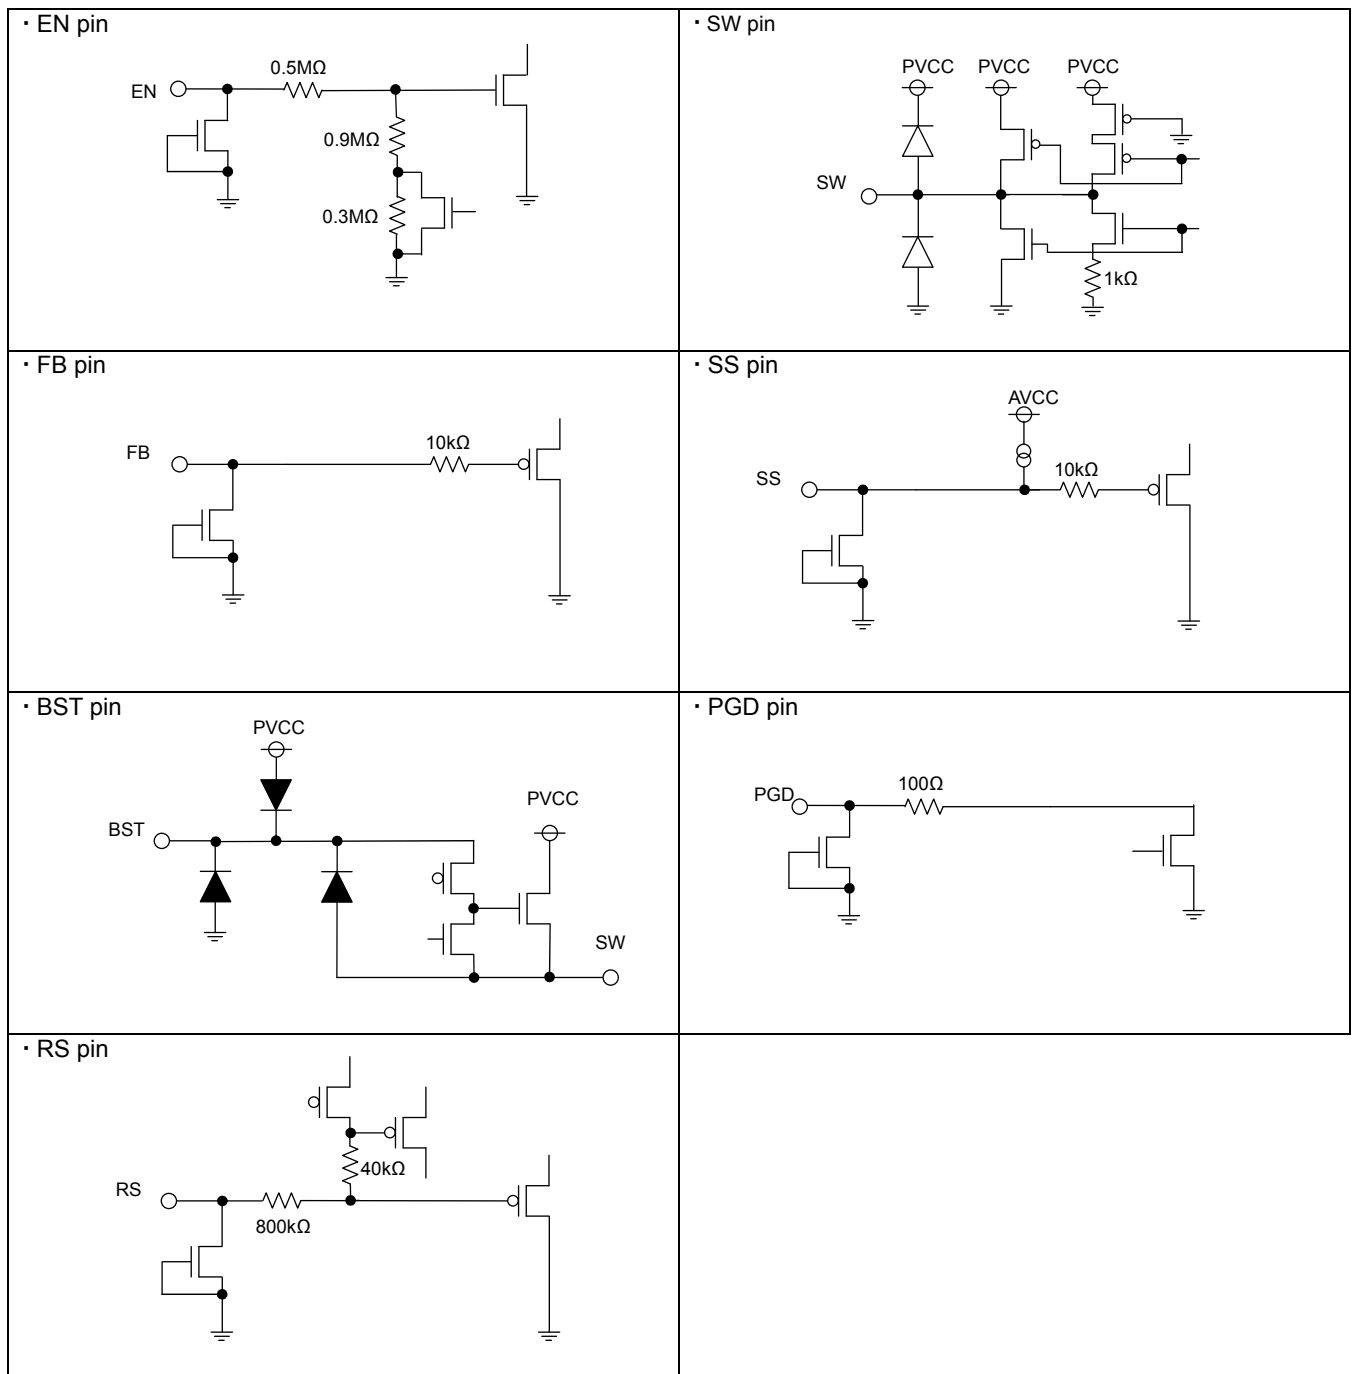 · EN pin
0.5MΩ
EN
0.9MΩ
0.3MΩ
· SW pin
PVCC PVCC PVCC
SW
1kΩ
· FB pin
10kΩ
FB
· SS pin
AVCC
10kΩ
SS
· BST pin
PVCC
PVCC
BST
SW
· PGD pin
100Ω
PGD
· RS pin
40kΩ
RS
800kΩ